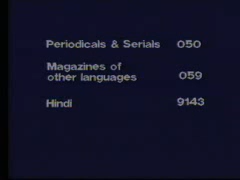 Periodicals & Serials 050
Magazines of
other languages 059
Hindi 9143